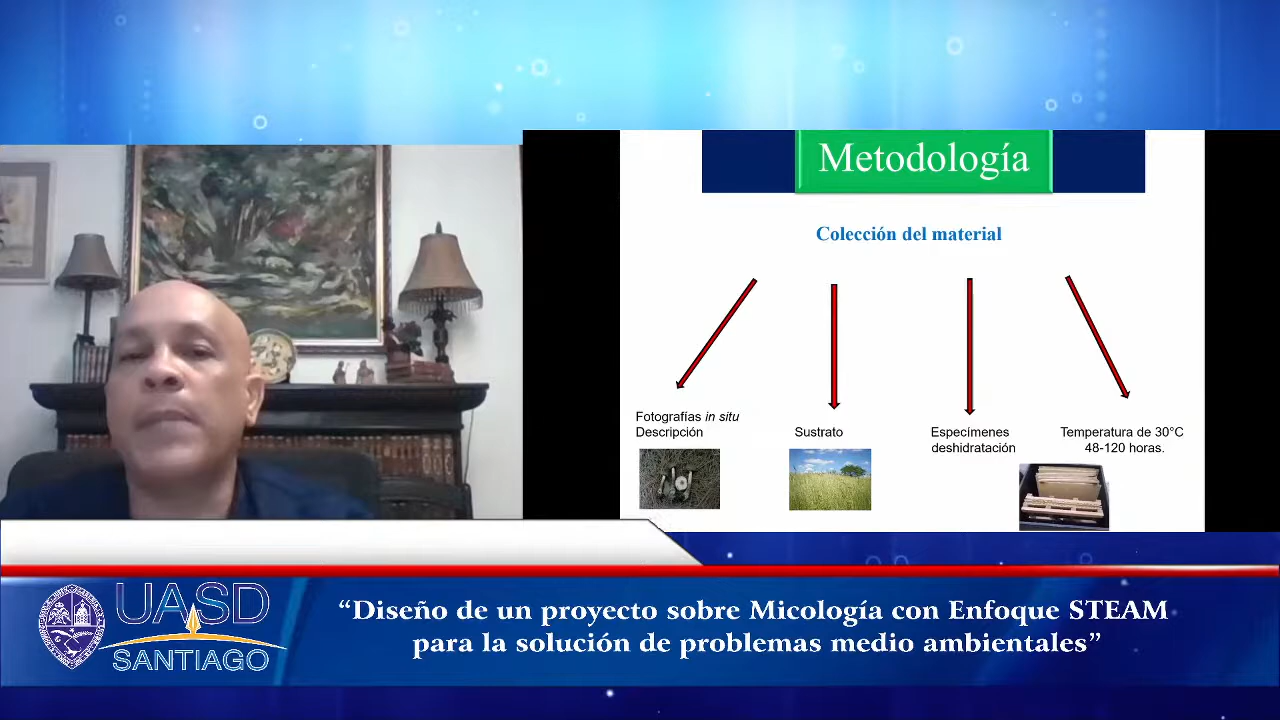 Metodología
Colección del material
Fotografías in situ
Descripción
Sustrato
Especímenes
deshidratación
Temperatura de 30°C
48-120 horas.
UASD
SANTIAGO
“Diseño de un proyecto sobre Micología con Enfoque STEAM
para la solución de problemas medio ambientales”